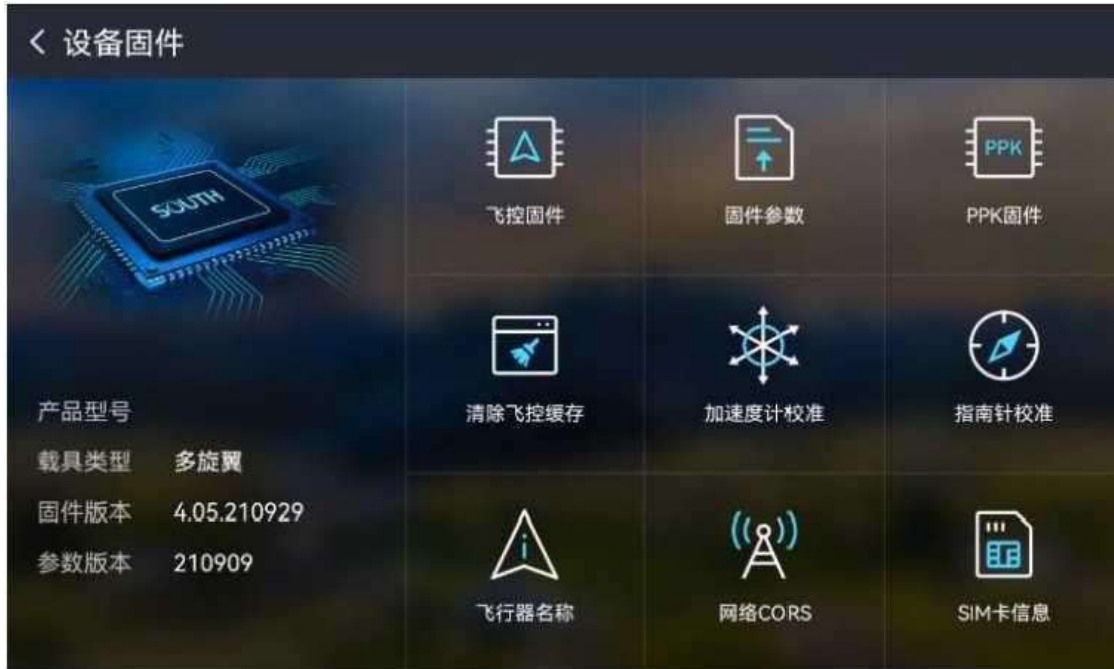 设备固件
SOUTH
产品型号
载具类型 多旋翼
固件版本 4.05.210929
参数版本 210909
飞控固件
固件参数
PPK
PPK固件
清除飞控缓存
加速度计校准
指南针校准
飞行器名称
网络CORS
SIM卡信息